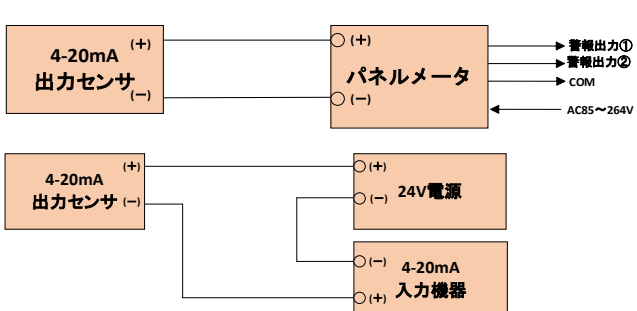 4-20mA
出力センサ
(+)
(−)
(+)
(−)
パネルメータ
警報出力①
警報出力②
COM
AC85～264V
4-20mA
出力センサ
(+)
(−)
(+)
(−)
24V電源
(−)
(+)
4-20mA
入力機器